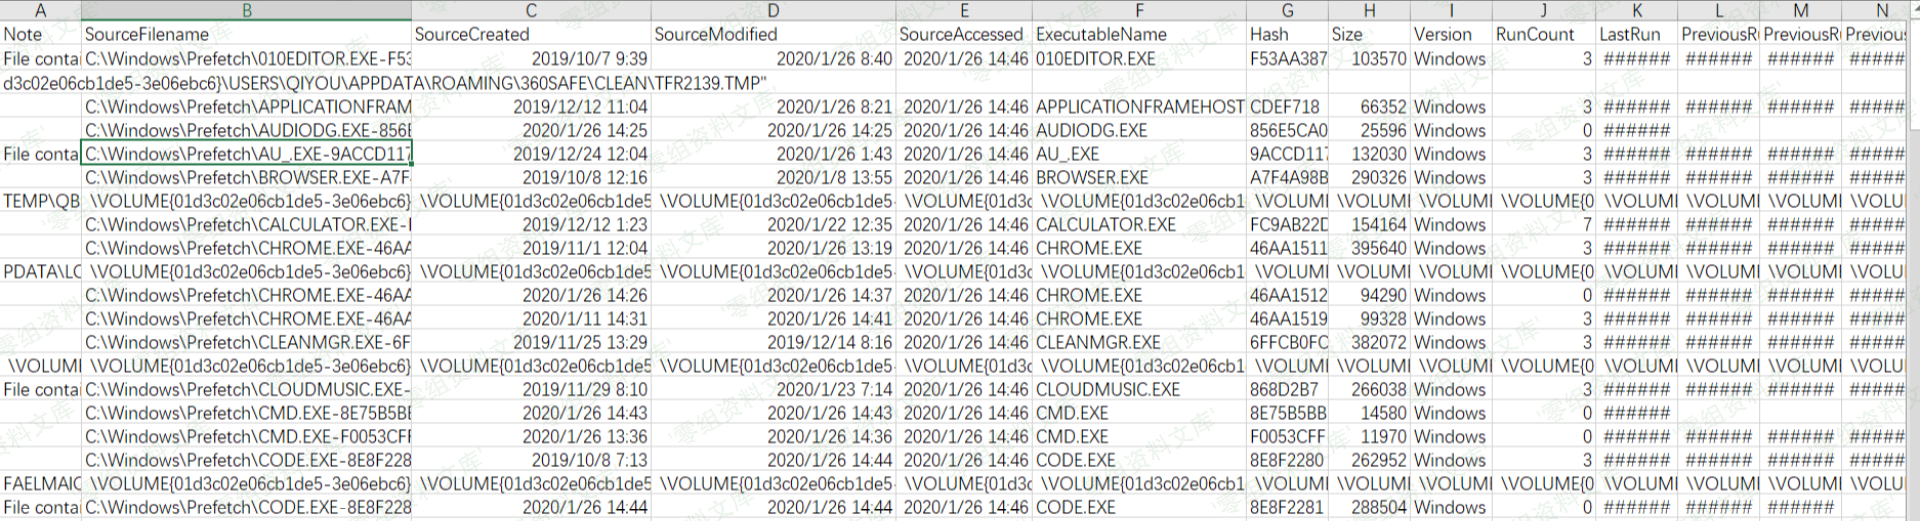 A B C D E F G H I J K L M N
Note SourceFilename SourceCreated SourceModified SourceAccessed ExecutableName Hash Size Version RunCount LastRun PreviousRu PreviousRu Previous
File contai C:\Windows\Prefetch\010EDITOR.EXE-F53 2019/10/7 9:39 2020/1/26 8:40 2020/1/26 14:46 010EDITOR.EXE F53AA387 103570 Windows 3 ###### ###### ###### #####
d3c02e06cb1de5-3e06ebc6}\USERS\QIYOU\APPDATA\ROAMING\360SAFE\CLEAN\TFR2139.TMP"
C:\Windows\Prefetch\APPLICATIONFRAM 2019/12/12 11:04 2020/1/26 8:21 2020/1/26 14:46 APPLICATIONFRAMEHOST CDEF718 66352 Windows 3 ###### ###### ###### #####
C:\Windows\Prefetch\AUDIODG.EXE-856E 2020/1/26 14:25 2020/1/26 14:25 2020/1/26 14:46 AUDIODG.EXE 856E5CA0 25596 Windows 0 ######
File contai C:\Windows\Prefetch\AU_.EXE-9ACCD117 2019/12/24 12:04 2020/1/26 1:43 2020/1/26 14:46 AU_.EXE 9ACCD117 132030 Windows 3 ###### ###### ###### #####
C:\Windows\Prefetch\BROWSER.EXE-A7F 2019/10/8 12:16 2020/1/8 13:55 2020/1/26 14:46 BROWSER.EXE A7F4A98B 290326 Windows 3 ###### ###### ###### #####
TEMP\QB \VOLUME{01d3c02e06cb1de5-3e06ebc6} \VOLUME{01d3c02e06cb1de5 \VOLUME{01d3c02e06cb1de5- \VOLUME{01d3c \VOLUME{01d3c02e06cb1 \VOLUMI \VOLUMI \VOLUMI \VOLUME{0 \VOLUMI \VOLUMI \VOLUMI \VOLU
C:\Windows\Prefetch\CALCULATOR.EXE- 2019/12/12 1:23 2020/1/22 12:35 2020/1/26 14:46 CALCULATOR.EXE FC9AB22D 154164 Windows 7 ###### ###### ###### #####
C:\Windows\Prefetch\CHROME.EXE-46AA 2019/11/1 12:04 2020/1/26 13:19 2020/1/26 14:46 CHROME.EXE 46AA1511 395640 Windows 3 ###### ###### ###### #####
PDATA\LC \VOLUME{01d3c02e06cb1de5-3e06ebc6} \VOLUME{01d3c02e06cb1de5 \VOLUME{01d3c02e06cb1de5- \VOLUME{01d3c \VOLUME{01d3c02e06cb1 \VOLUMI \VOLUMI \VOLUMI \VOLUME{0 \VOLUMI \VOLUMI \VOLUMI \VOLU
C:\Windows\Prefetch\CHROME.EXE-46AA 2020/1/26 14:26 2020/1/26 14:37 2020/1/26 14:46 CHROME.EXE 46AA1512 94290 Windows 0 ###### ###### ###### #####
C:\Windows\Prefetch\CHROME.EXE-46AA 2020/1/11 14:31 2020/1/26 14:41 2020/1/26 14:46 CHROME.EXE 46AA1519 99328 Windows 3 ###### ###### ###### #####
C:\Windows\Prefetch\CLEANMGR.EXE-6F 2019/11/25 13:29 2019/12/14 8:16 2020/1/26 14:46 CLEANMGR.EXE 6FFCB0FC 382072 Windows 3 ###### ###### ###### #####
\VOLUMI \VOLUME{01d3c02e06cb1de5-3e06ebc6} \VOLUME{01d3c02e06cb1de5 \VOLUME{01d3c02e06cb1de5- \VOLUME{01d3c \VOLUME{01d3c02e06cb1 \VOLUMI \VOLUMI \VOLUMI \VOLUME{0 \VOLUMI \VOLUMI \VOLUMI \VOLU
File contai C:\Windows\Prefetch\CLOUDMUSIC.EXE- 2019/11/29 8:10 2020/1/23 7:14 2020/1/26 14:46 CLOUDMUSIC.EXE 868D2B7 266038 Windows 3 ###### ###### ###### #####
C:\Windows\Prefetch\CMD.EXE-8E75B5BE 2020/1/26 14:43 2020/1/26 14:43 2020/1/26 14:46 CMD.EXE 8E75B5BB 14580 Windows 0 ######
C:\Windows\Prefetch\CMD.EXE-F0053CFF 2020/1/26 13:36 2020/1/26 14:36 2020/1/26 14:46 CMD.EXE F0053CFF 11970 Windows 0 ###### ###### ###### #####
C:\Windows\Prefetch\CODE.EXE-8E8F228 2019/10/8 7:13 2020/1/26 14:44 2020/1/26 14:46 CODE.EXE 8E8F2280 262952 Windows 3 ###### ###### ###### #####
FAELMAIC \VOLUME{01d3c02e06cb1de5-3e06ebc6} \VOLUME{01d3c02e06cb1de5 \VOLUME{01d3c02e06cb1de5- \VOLUME{01d3c \VOLUME{01d3c02e06cb1 \VOLUMI \VOLUMI \VOLUMI \VOLUME{0 \VOLUMI \VOLUMI \VOLUMI \VOLU
File contai C:\Windows\Prefetch\CODE.EXE-8E8F228 2020/1/26 14:44 2020/1/26 14:44 2020/1/26 14:46 CODE.EXE 8E8F2281 288504 Windows 0 ###### ###### ######